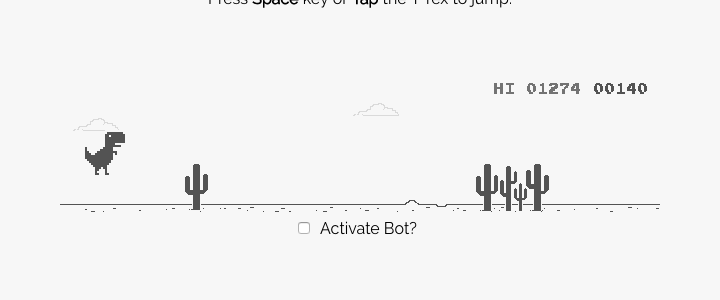 Press Space key or Tap the T-rex to jump.
HI 01274 00140
Activate Bot?